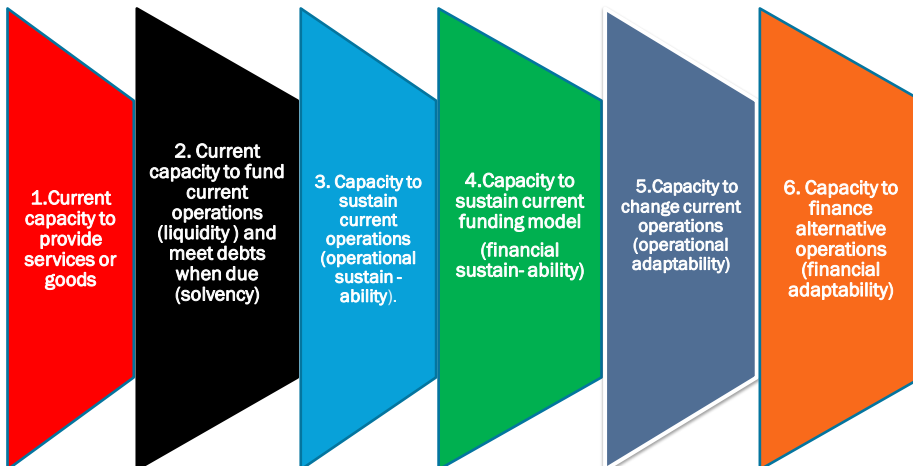 1.Current
capacity to
provide
services or
goods
2. Current
capacity to fund
current
operations
(liquidity ) and
meet debts
when due
(solvency)
3. Capacity to
sustain
current
operations
(operational
sustain -
ability).
4.Capacity to
sustain current
funding model
(financial
sustain- ability)
5.Capacity to
change current
operations
(operational
adaptability)
6. Capacity to
finance
alternative
operations
(financial
adaptability)